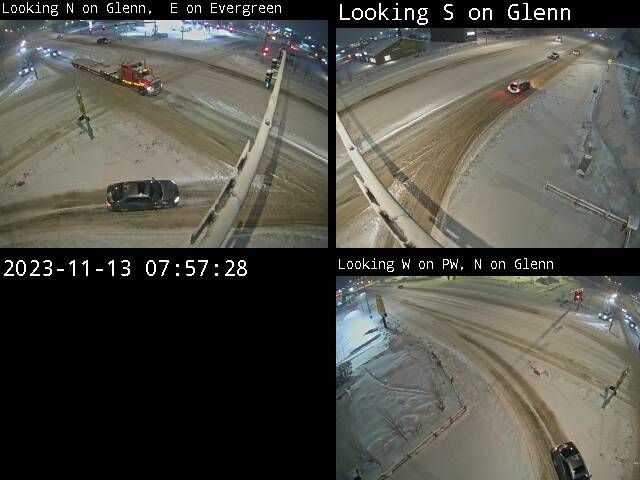 Looking N on Glenn, E on Evergreen
Looking S on Glenn
2023-11-13 07:57:28
Looking W on PW, N on Glenn